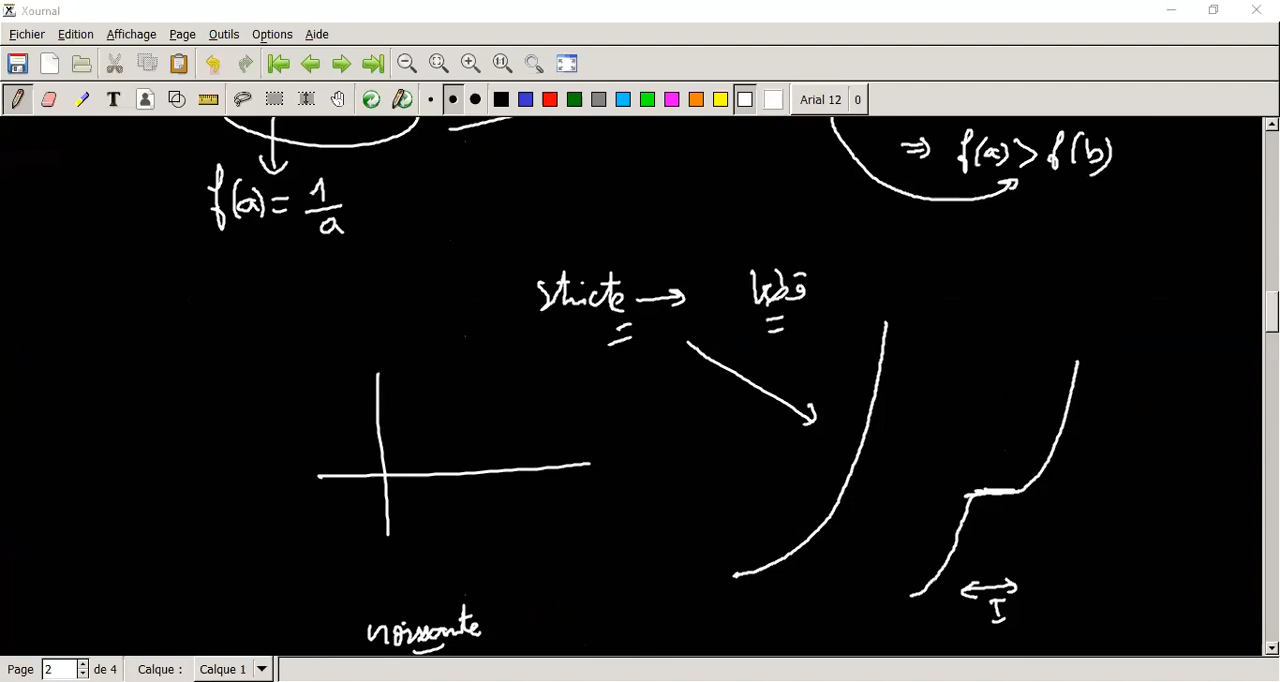 Xournal
Fichier Edition Affichage Page Outils Options Aide
Arial 12 0
⇒ f(a) > f(b)
f(a) = 1/a
stricte → قطعا
I
croissante
Page 2 de 4 Calque : Calque 1